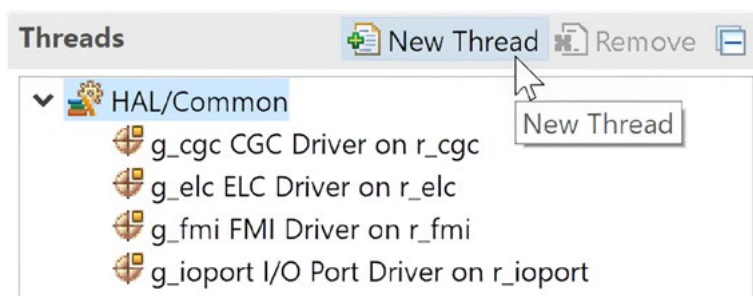 Threads New Thread Remove
HAL/Common
New Thread
g_cgc CGC Driver on r_cgc
g_elc ELC Driver on r_elc
g_fmi FMI Driver on r_fmi
g_ioport I/O Port Driver on r_ioport